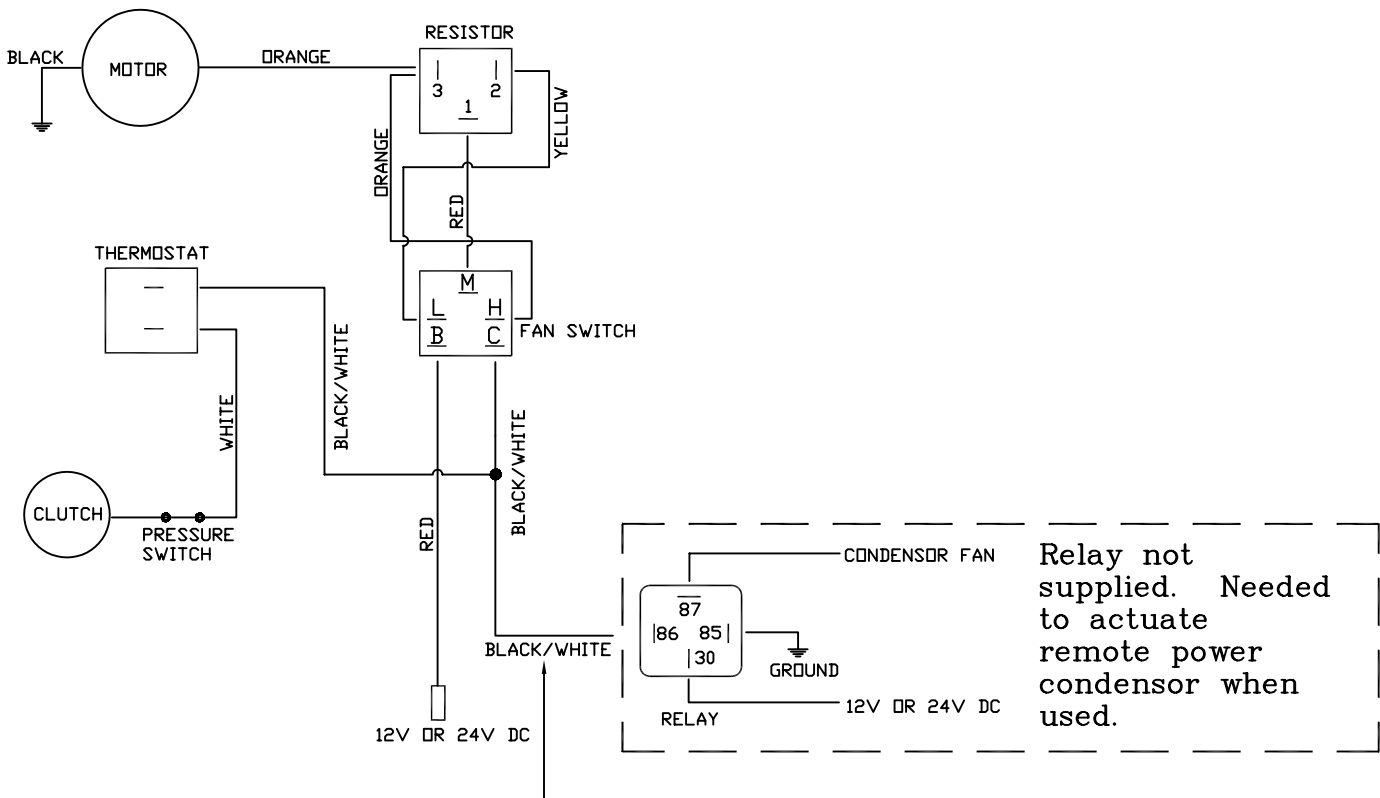 RESISTOR
BLACK
ORANGE
MOTOR
3
2
1
YELLOW
ORANGE
RED
THERMOSTAT
M
L
H
B
C
FAN SWITCH
BLACK/WHITE
WHITE
BLACK/WHITE
CLUTCH
PRESSURE
SWITCH
RED
CONDENSOR FAN
87
86
85
30
GROUND
BLACK/WHITE
12V OR 24V DC
RELAY
12V OR 24V DC
Relay not
supplied. Needed
to actuate
remote power
condensor when
used.